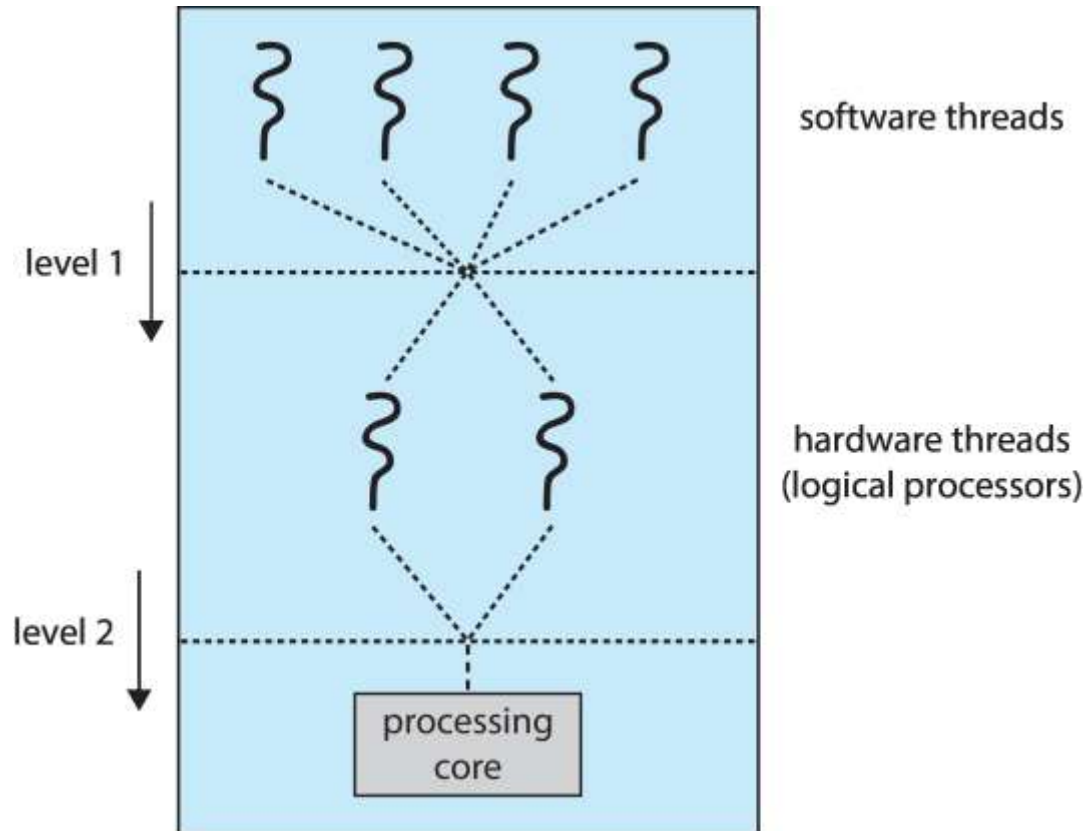 software threads
level 1
hardware threads
(logical processors)
level 2
processing
core